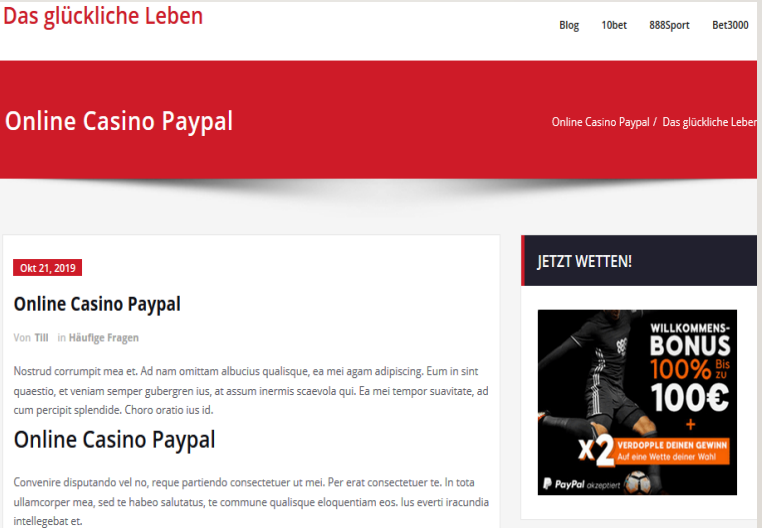 Das glückliche Leben
Blog 10bet 888Sport Bet3000
Online Casino Paypal
Online Casino Paypal / Das glückliche Leben
Okt 21, 2019
Online Casino Paypal
Von Till in Häufige Fragen
Nostrud corrumpit mea et. Ad nam omittam albucius qualisque, ea mei agam adipiscing. Eum in sint
quaestio, et veniam semper gubergren ius, at assum inermis scaevola qui. Ea mei tempor suavitate, ad
cum percipit splendide. Choro oratio ius id.
Online Casino Paypal
Convenire disputando vel no, reque partiendo consectetuer ut mei. Per erat consectetuer te. In tota
ullamcorper mea, sed te habeo salutatus, te commune qualisque eloquentiam eos. Ius everti iracundia
intellegebat et.
JETZT WETTEN!
WILLKOMMENS-
BONUS
100% Bis zu
100€
+
x2 VERDOPPLE DEINEN GEWINN
Auf eine Wette deiner Wahl
PayPal akzeptiert